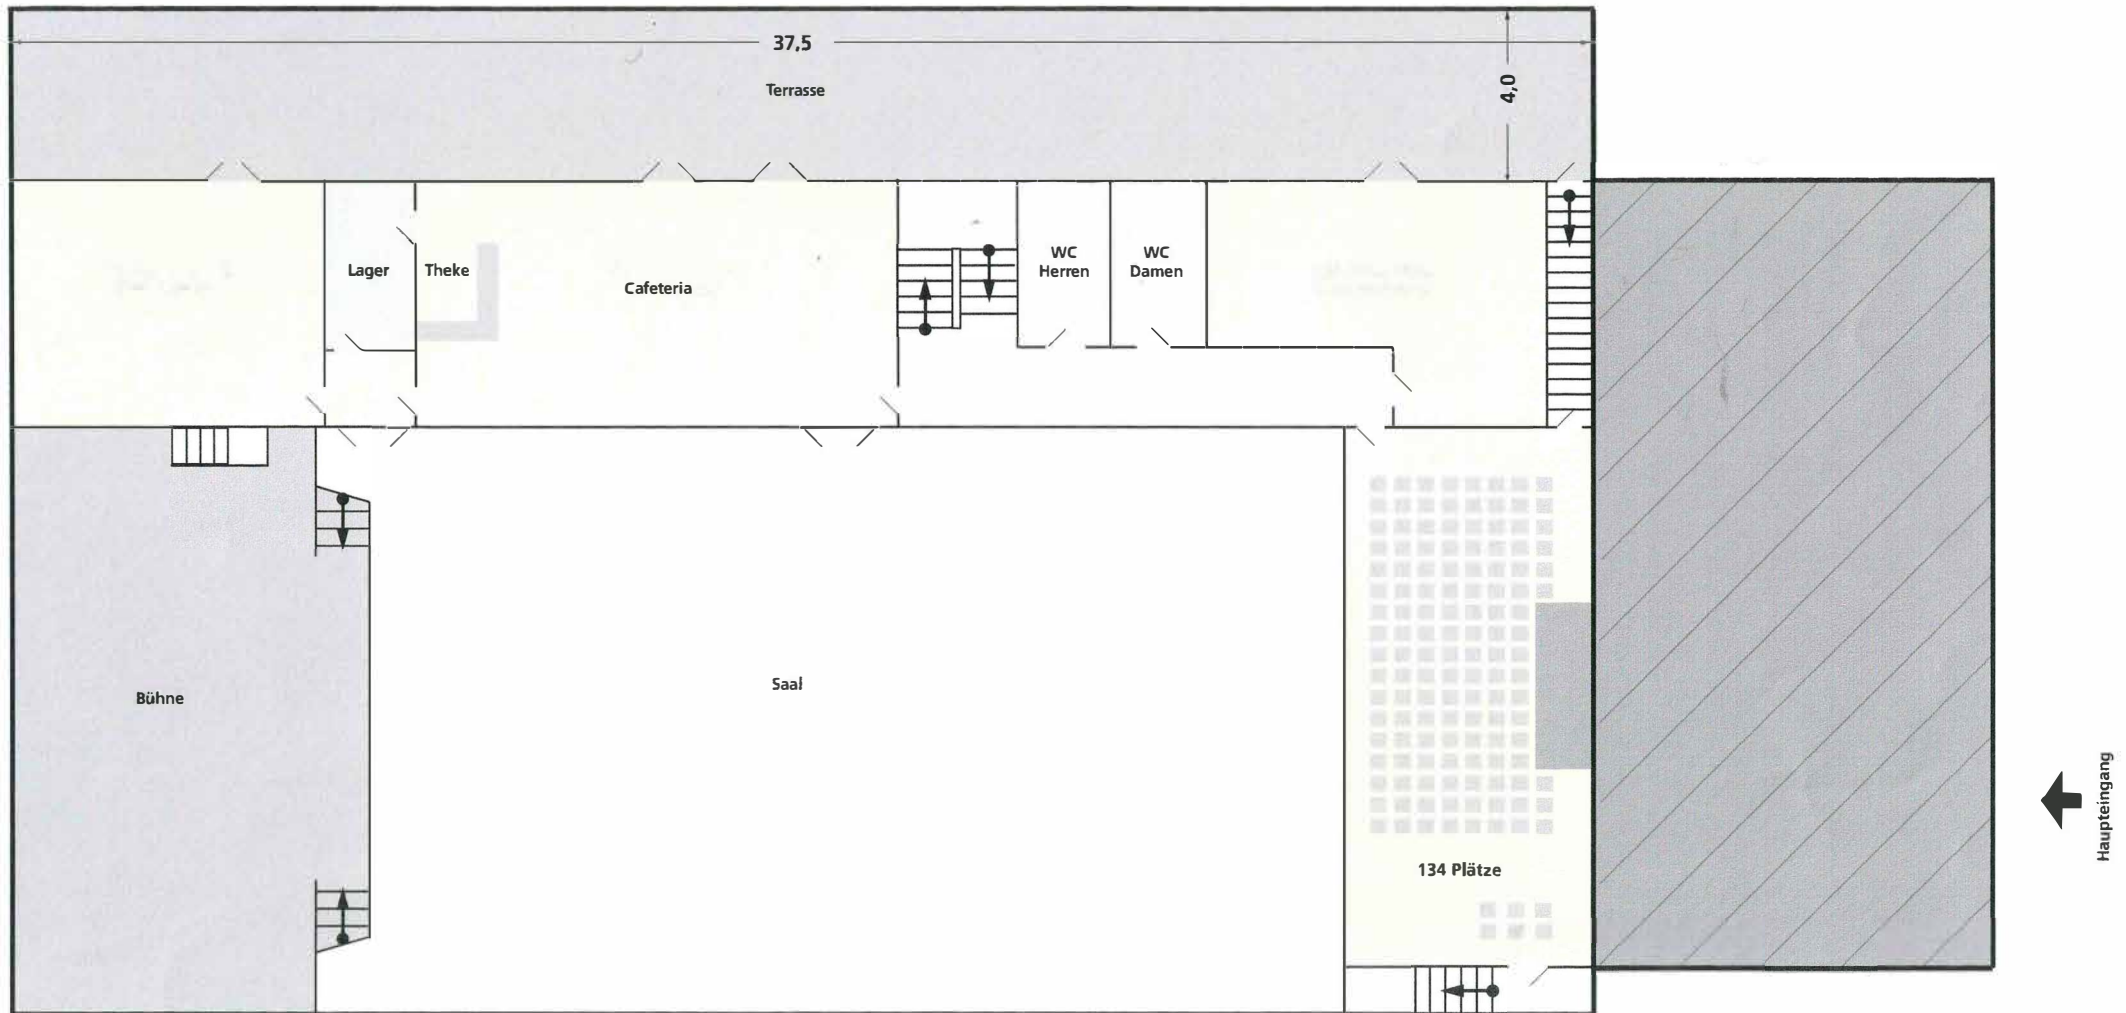 37,5
Terrasse
4,0
Lager
Theke
Cafeteria
WC
Herren
WC
Damen
Bühne
Saal
134 Plätze
Haupteingang